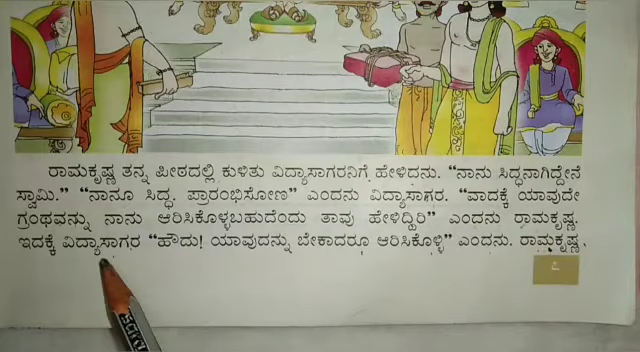 ರಾಮಕೃಷ್ಣ ತನ್ನ ಪೀಠದಲ್ಲಿ ಕುಳಿತು ವಿದ್ಯಾಸಾಗರನಿಗೆ ಹೇಳಿದನು. “ನಾನು ಸಿದ್ಧನಾಗಿದ್ದೇನೆ
ಸ್ವಾಮಿ.” “ನಾನೂ ಸಿದ್ಧ, ಪ್ರಾರಂಭಿಸೋಣ” ಎಂದನು ವಿದ್ಯಾಸಾಗರ. “ವಾದಕ್ಕೆ ಯಾವುದೇ
ಗ್ರಂಥವನ್ನು ನಾನು ಆರಿಸಿಕೊಳ್ಳಬಹುದೆಂದು ತಾವು ಹೇಳಿದ್ದಿರಿ” ಎಂದನು ರಾಮಕೃಷ್ಣ.
ಇದಕ್ಕೆ ವಿದ್ಯಾಸಾಗರ “ಹೌದು! ಯಾವುದನ್ನು ಬೇಕಾದರೂ ಆರಿಸಿಕೊಳ್ಳಿ” ಎಂದನು. ರಾಮಕೃಷ್ಣ